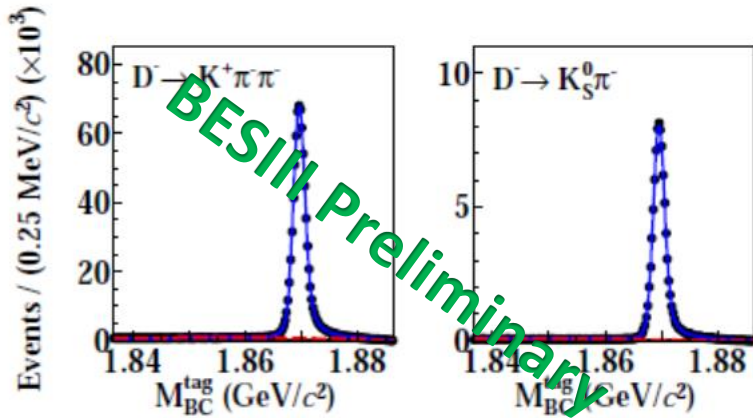 Events / (0.25 MeV/c²) (×10³)
D⁻→ K⁺π⁻π⁻
80
60
40
20
0
1.84 1.86 1.88
M_BC^tag (GeV/c²)
D⁻→ K_S^0 π⁻
10
5
0
1.84 1.86 1.88
M_BC^tag (GeV/c²)
BESIII Preliminary